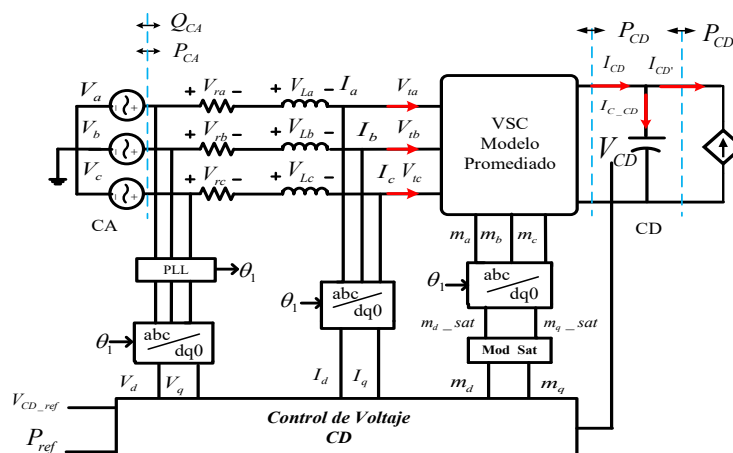 Q_CA
P_CA
P_CD P_CD
I_CD I_CD'
V_a + V_ra − + V_La − I_a V_ta
I_C_CD
V_b + V_rb − + V_Lb − I_b V_tb
VSC
Modelo
Promediado
V_CD
V_c + V_rc − + V_Lc − I_c V_tc
CA CD
m_a m_b m_c
PLL θ_1
θ_1 abc dq0
θ_1 abc dq0
m_d_sat m_q_sat
θ_1 abc dq0
Mod Sat
V_d V_q I_d I_q m_d m_q
V_CD_ref
P_ref
Control de Voltaje
CD